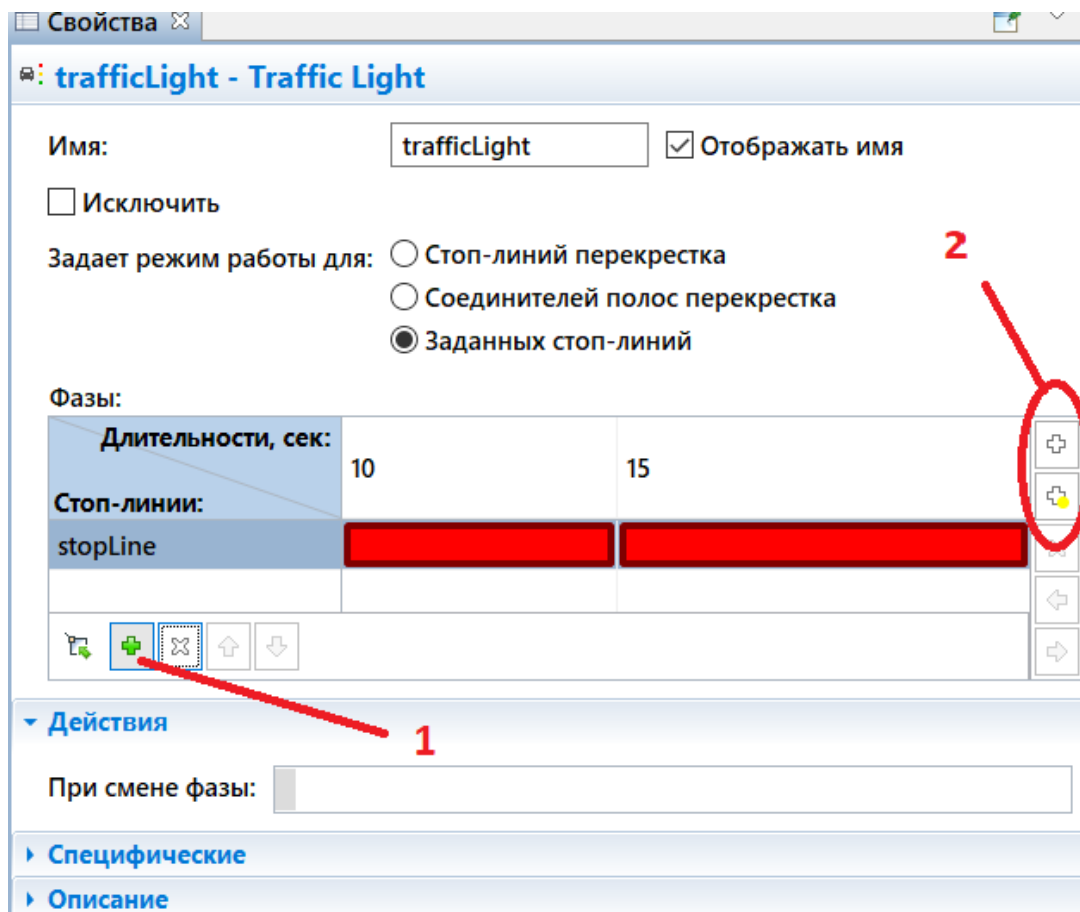 Свойства
trafficLight - Traffic Light
Имя: trafficLight Отображать имя
Исключить
Задает режим работы для: Стоп-линий перекрестка
Соединителей полос перекрестка
Заданных стоп-линий
2
Фазы:
Длительности, сек: 10 15
Стоп-линии:
stopLine
1
Действия
При смене фазы:
Специфические
Описание